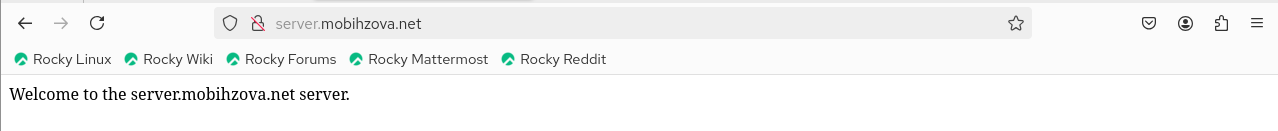 server.mobihzova.net
Rocky Linux Rocky Wiki Rocky Forums Rocky Mattermost Rocky Reddit
Welcome to the server.mobihzova.net server.